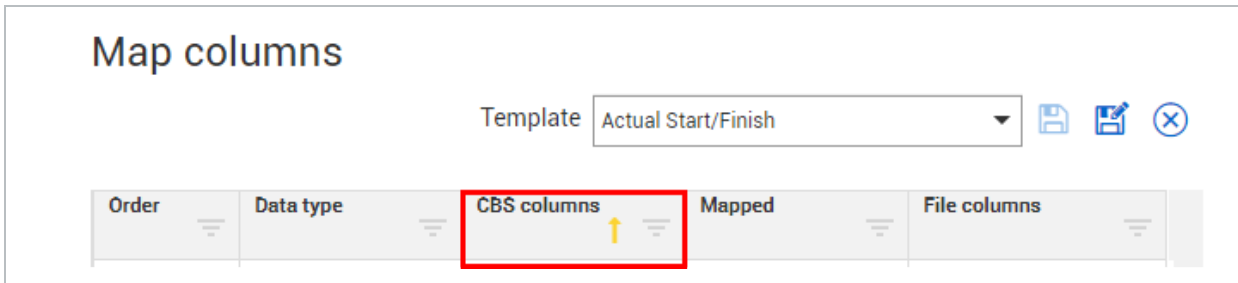 Map columns
Template Actual Start/Finish
Order Data type CBS columns Mapped File columns